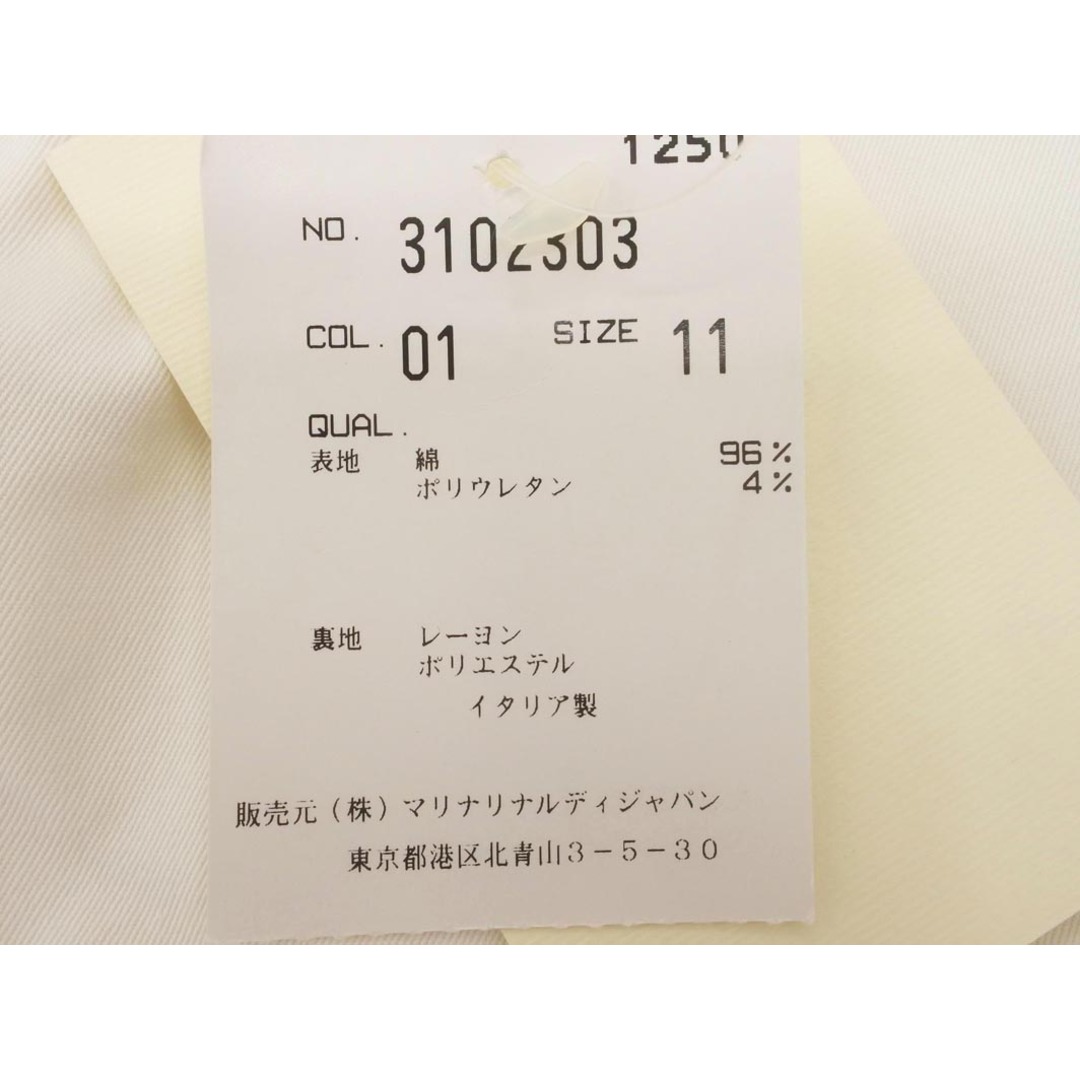 1250
NO. 3102303
COL. 01 SIZE 11
QUAL.
表地 綿 96%
ポリウレタン 4%
裏地 レーヨン
ポリエステル
イタリア製
販売元(株)マリナリナルディジャパン
東京都港区北青山3-5-30